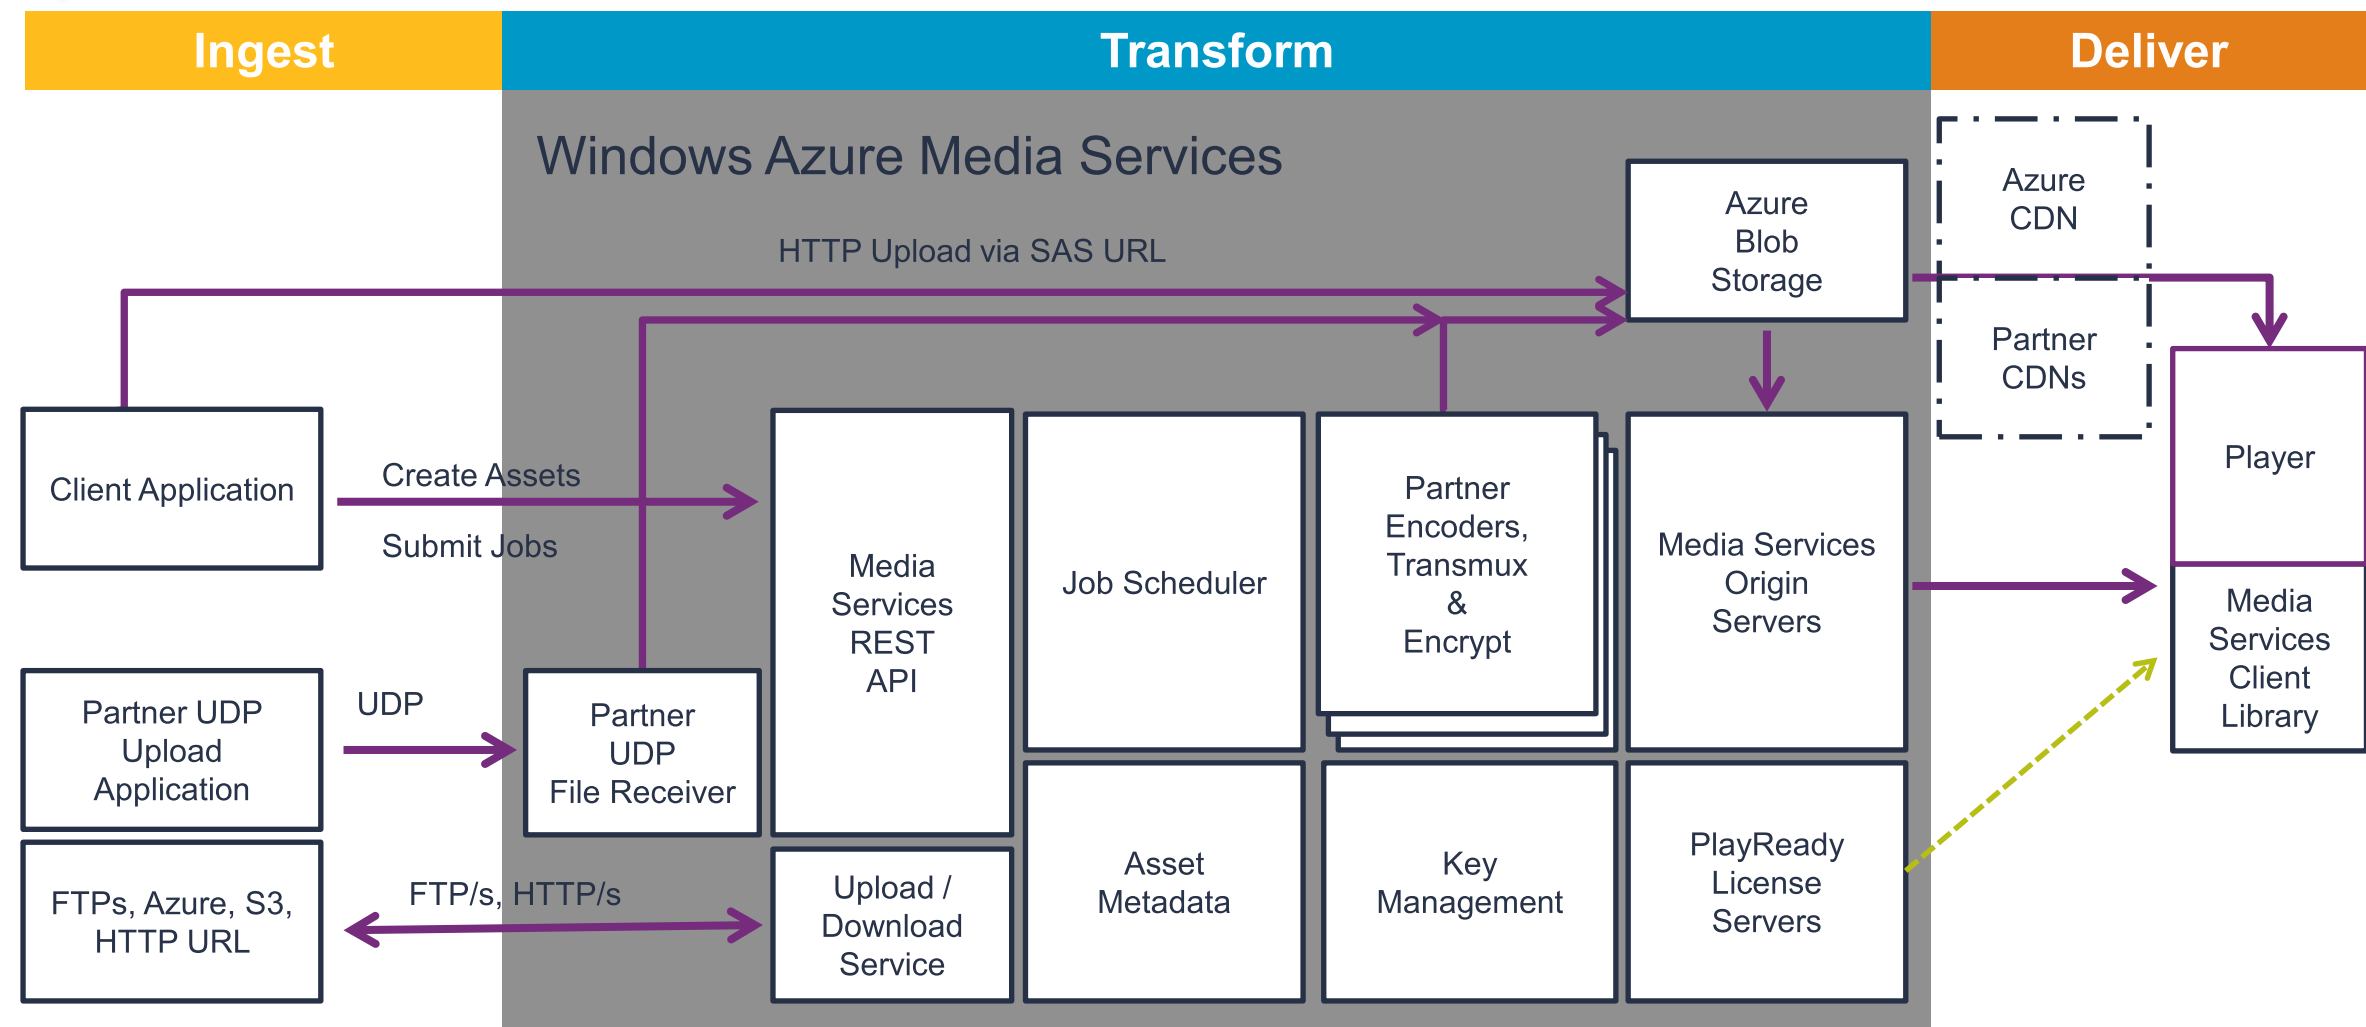 Ingest
Transform
Deliver
Windows Azure Media Services
HTTP Upload via SAS URL
Azure
Blob
Storage
Azure
CDN
Partner
CDNs
Client Application
Create Assets
Submit Jobs
Media
Services
REST
API
Job Scheduler
Partner
Encoders,
Transmux
&
Encrypt
Media Services
Origin
Servers
Player
Media
Services
Client
Library
Partner UDP
Upload
Application
UDP
Partner
UDP
File Receiver
FTPs, Azure, S3,
HTTP URL
FTP/s, HTTP/s
Upload /
Download
Service
Asset
Metadata
Key
Management
PlayReady
License
Servers